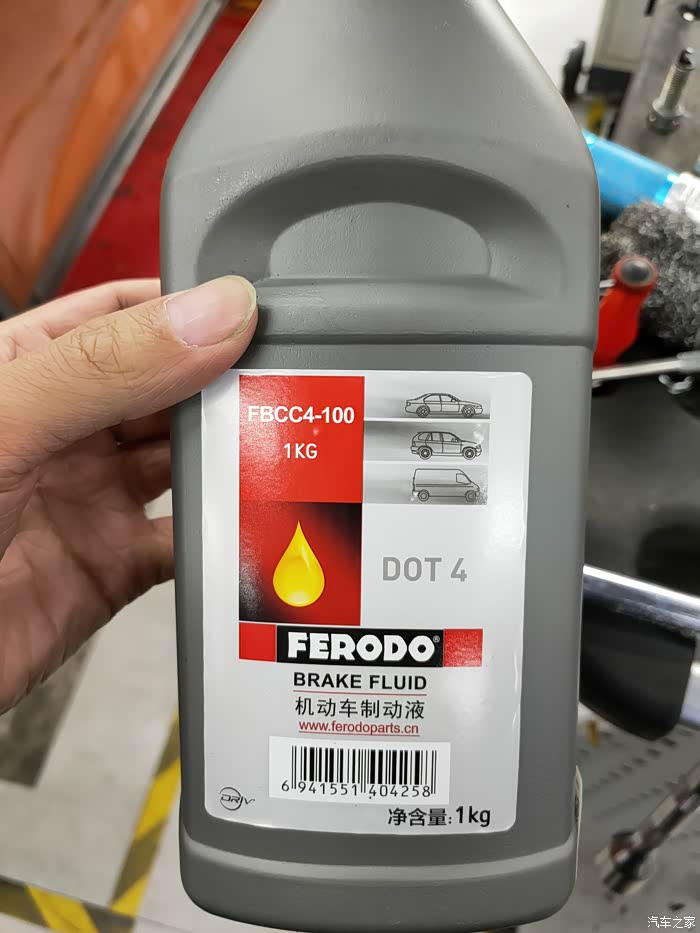 FBCC4-100
1KG
DOT 4
FERODO®
BRAKE FLUID
机动车制动液
www.ferodoparts.cn
6 941551 404258
DRiV
净含量:1kg
汽车之家